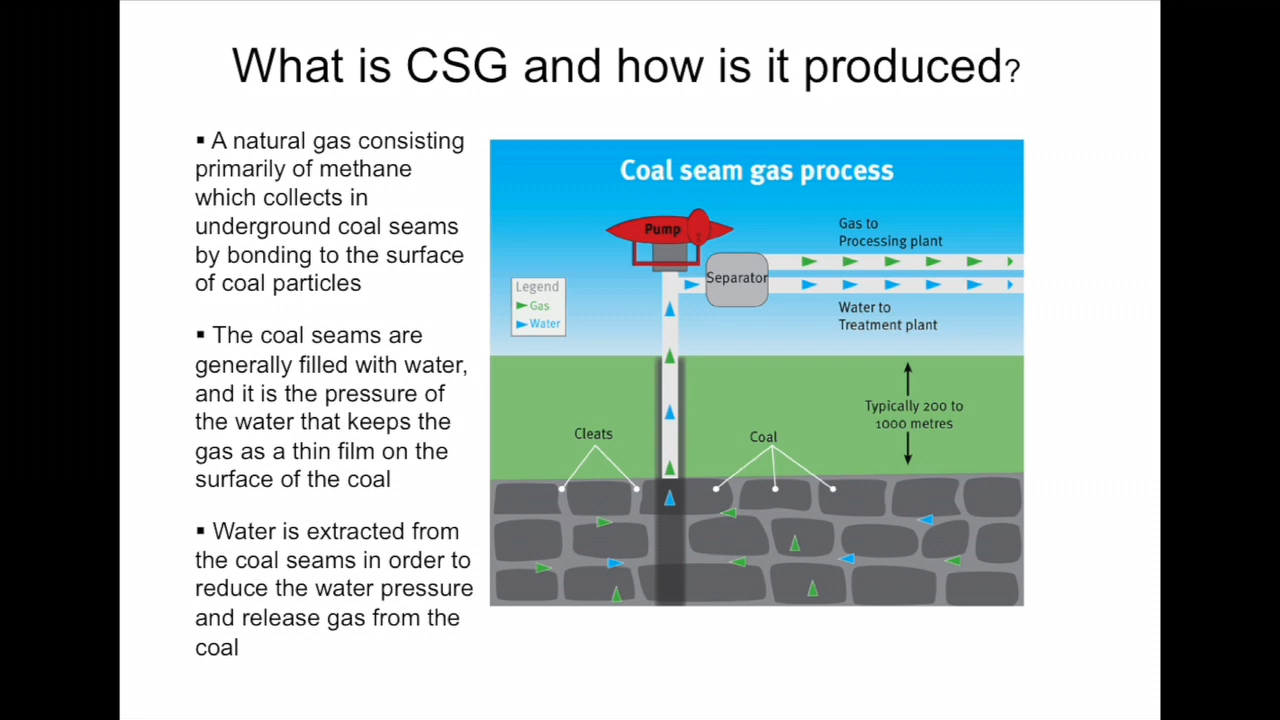 What is CSG and how is it produced?
▪ A natural gas consisting
primarily of methane
which collects in
underground coal seams
by bonding to the surface
of coal particles
▪ The coal seams are
generally filled with water,
and it is the pressure of
the water that keeps the
gas as a thin film on the
surface of the coal
▪ Water is extracted from
the coal seams in order to
reduce the water pressure
and release gas from the
coal
Coal seam gas process
Pump
Gas to
Processing plant
Separator
Legend
Gas
Water
Water to
Treatment plant
Typically 200 to
1000 metres
Cleats
Coal